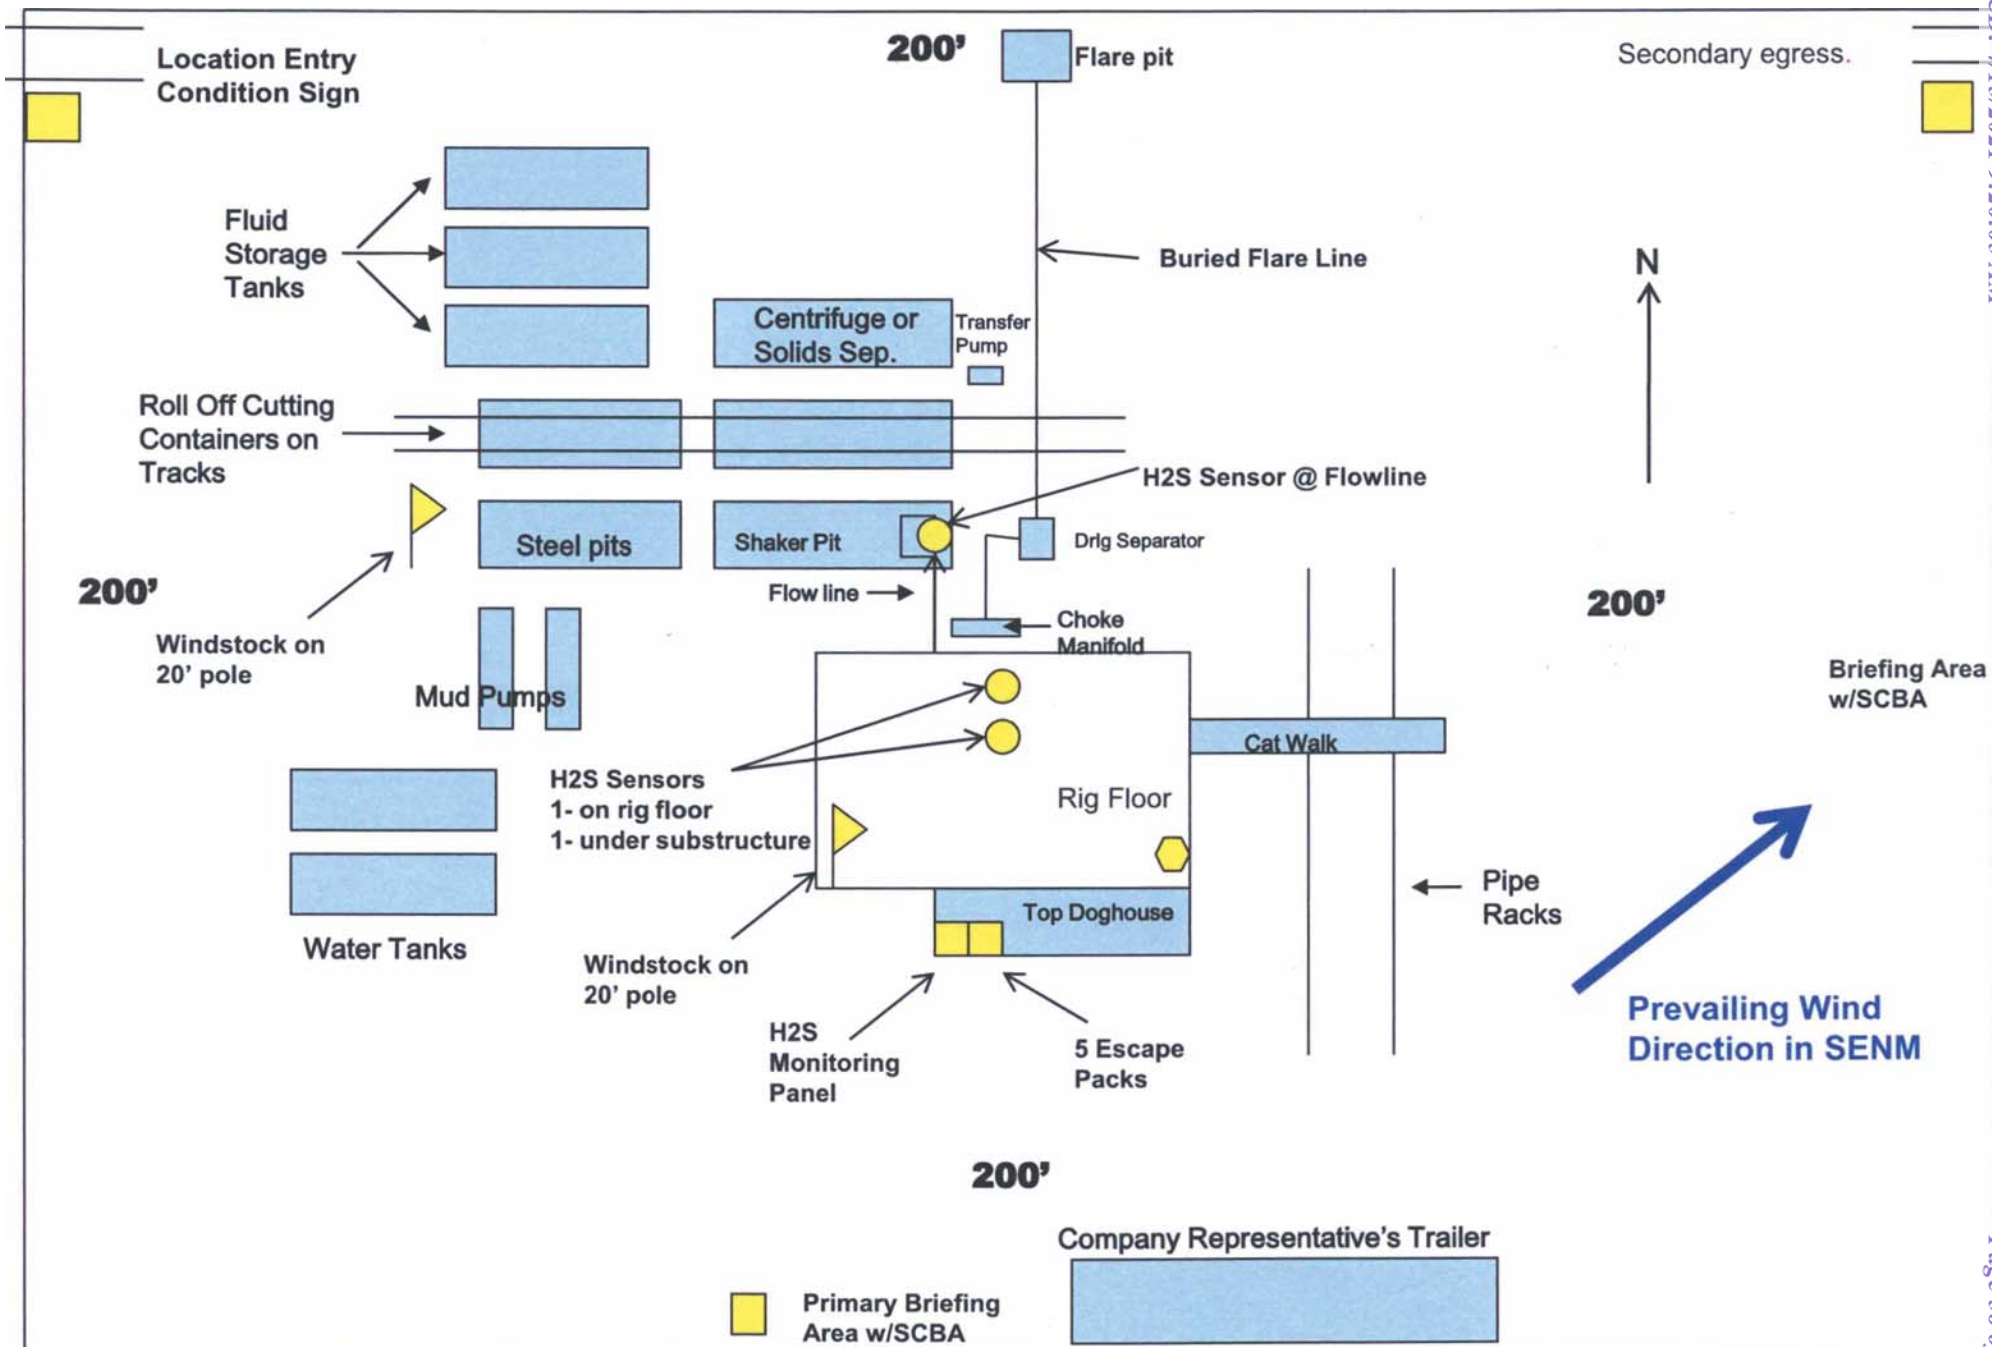 Location Entry
Condition Sign
200’
Flare pit
Secondary egress.
Fluid
Storage
Tanks
Buried Flare Line
N
Centrifuge or
Solids Sep.
Transfer
Pump
Roll Off Cutting
Containers on
Tracks
H2S Sensor @ Flowline
Steel pits
Shaker Pit
Drlg Separator
200’
Flow line
200’
Windstock on
20’ pole
Choke
Manifold
Mud Pumps
Briefing Area
w/SCBA
Cat Walk
H2S Sensors
1- on rig floor
1- under substructure
Rig Floor
Pipe
Racks
Top Doghouse
Water Tanks
Windstock on
20’ pole
Prevailing Wind
Direction in SENM
H2S
Monitoring
Panel
5 Escape
Packs
200’
Company Representative’s Trailer
Primary Briefing
Area w/SCBA